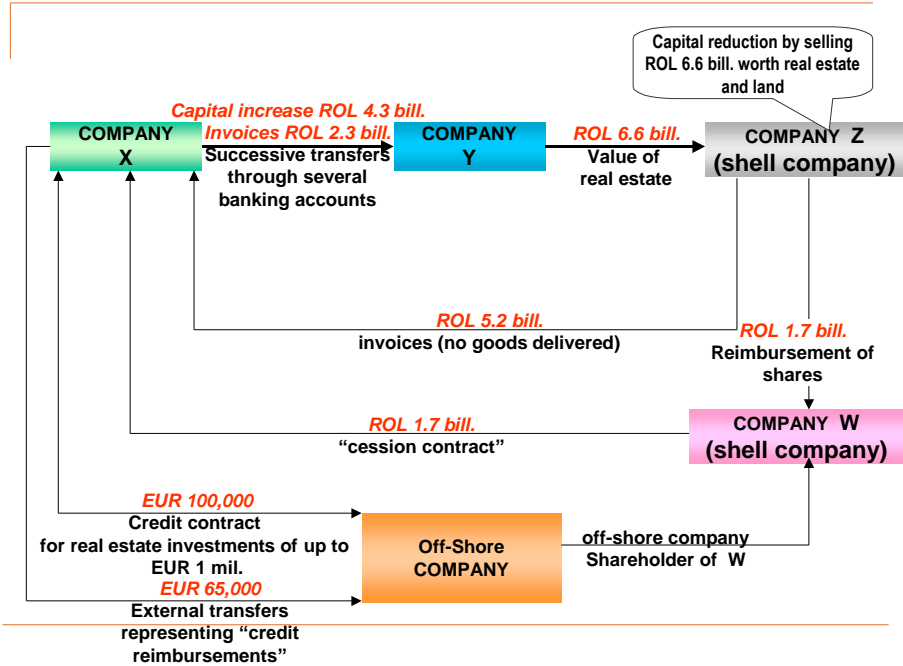 Capital reduction by selling
ROL 6.6 bill. worth real estate
and land
Capital increase ROL 4.3 bill.
COMPANY
X
Invoices ROL 2.3 bill.
Successive transfers
through several
banking accounts
COMPANY
Y
ROL 6.6 bill.
Value of
real estate
COMPANY Z
(shell company)
ROL 5.2 bill.
invoices (no goods delivered)
ROL 1.7 bill.
Reimbursement of
shares
ROL 1.7 bill.
“cession contract”
COMPANY W
(shell company)
EUR 100,000
Credit contract
for real estate investments of up to
EUR 1 mil.
EUR 65,000
External transfers
representing “credit
reimbursements”
Off-Shore
COMPANY
off-shore company
Shareholder of W